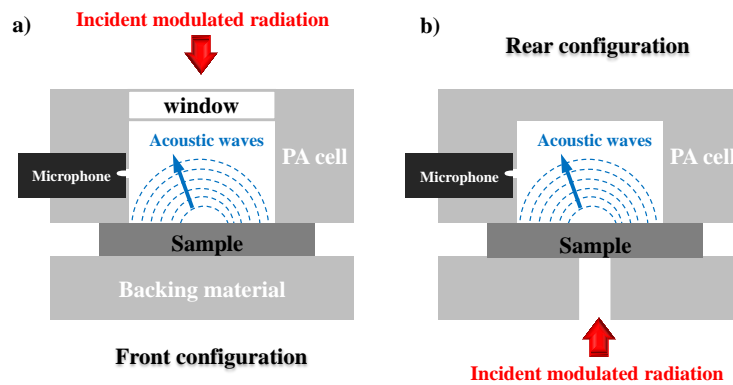 a)
Incident modulated radiation
window
Acoustic waves
PA cell
Microphone
Sample
Backing material
Front configuration
b)
Rear configuration
Acoustic waves
PA cell
Microphone
Sample
Incident modulated radiation